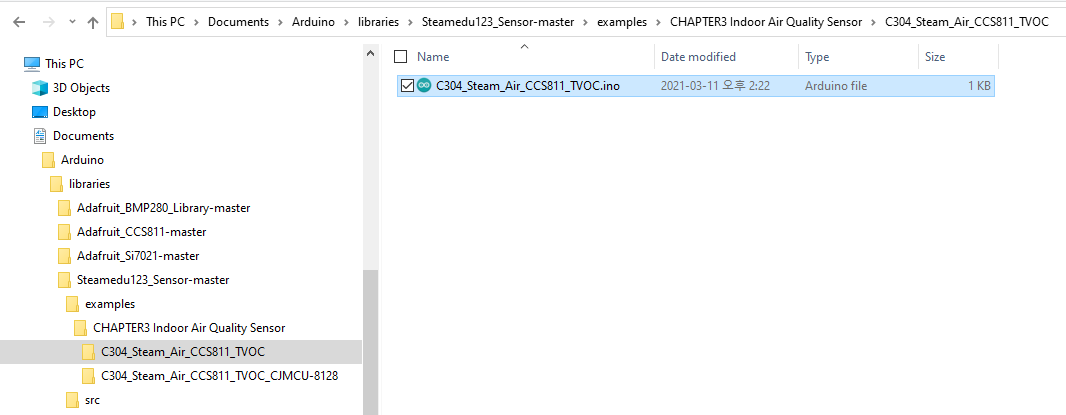 This PC > Documents > Arduino > libraries > Steamedu123_Sensor-master > examples > CHAPTER3 Indoor Air Quality Sensor > C304_Steam_Air_CCS811_TVOC
This PC
3D Objects
Desktop
Documents
Arduino
libraries
Adafruit_BMP280_Library-master
Adafruit_CCS811-master
Adafruit_Si7021-master
Steamedu123_Sensor-master
examples
CHAPTER3 Indoor Air Quality Sensor
C304_Steam_Air_CCS811_TVOC
C304_Steam_Air_CCS811_TVOC_CJMCU-8128
src
Name Date modified Type Size
C304_Steam_Air_CCS811_TVOC.ino 2021-03-11 오후 2:22 Arduino file 1 KB